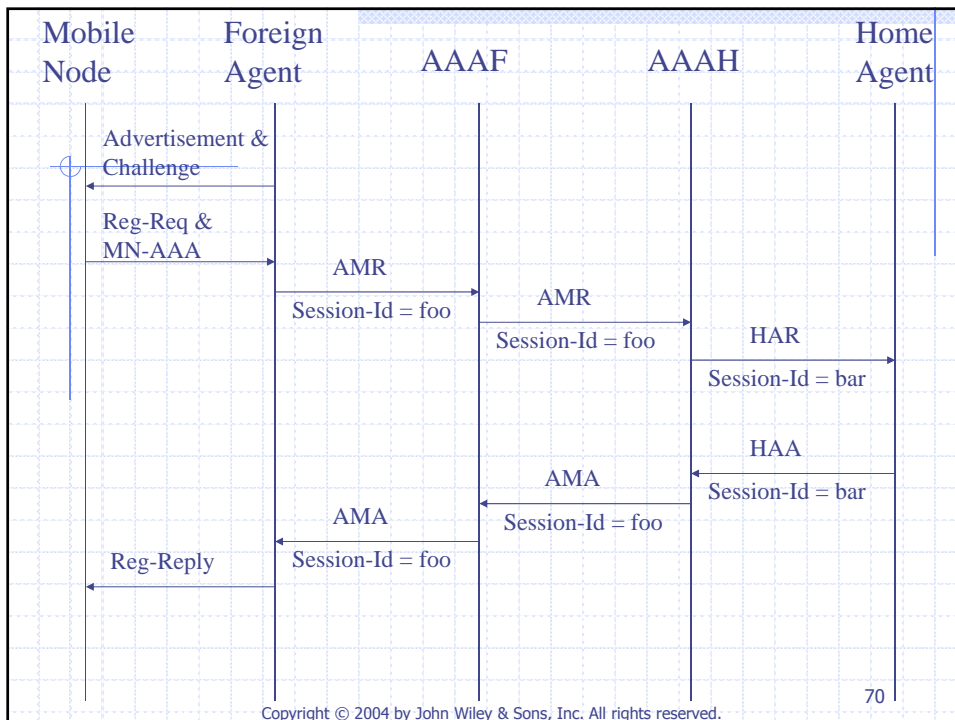 Mobile Node
Foreign Agent
AAAF
AAAH
Home Agent
Advertisement &
Challenge
Reg-Req &
MN-AAA
AMR
Session-Id = foo
AMR
Session-Id = foo
HAR
Session-Id = bar
HAA
Session-Id = bar
AMA
Session-Id = foo
AMA
Session-Id = foo
Reg-Reply
70
Copyright © 2004 by John Wiley & Sons, Inc. All rights reserved.